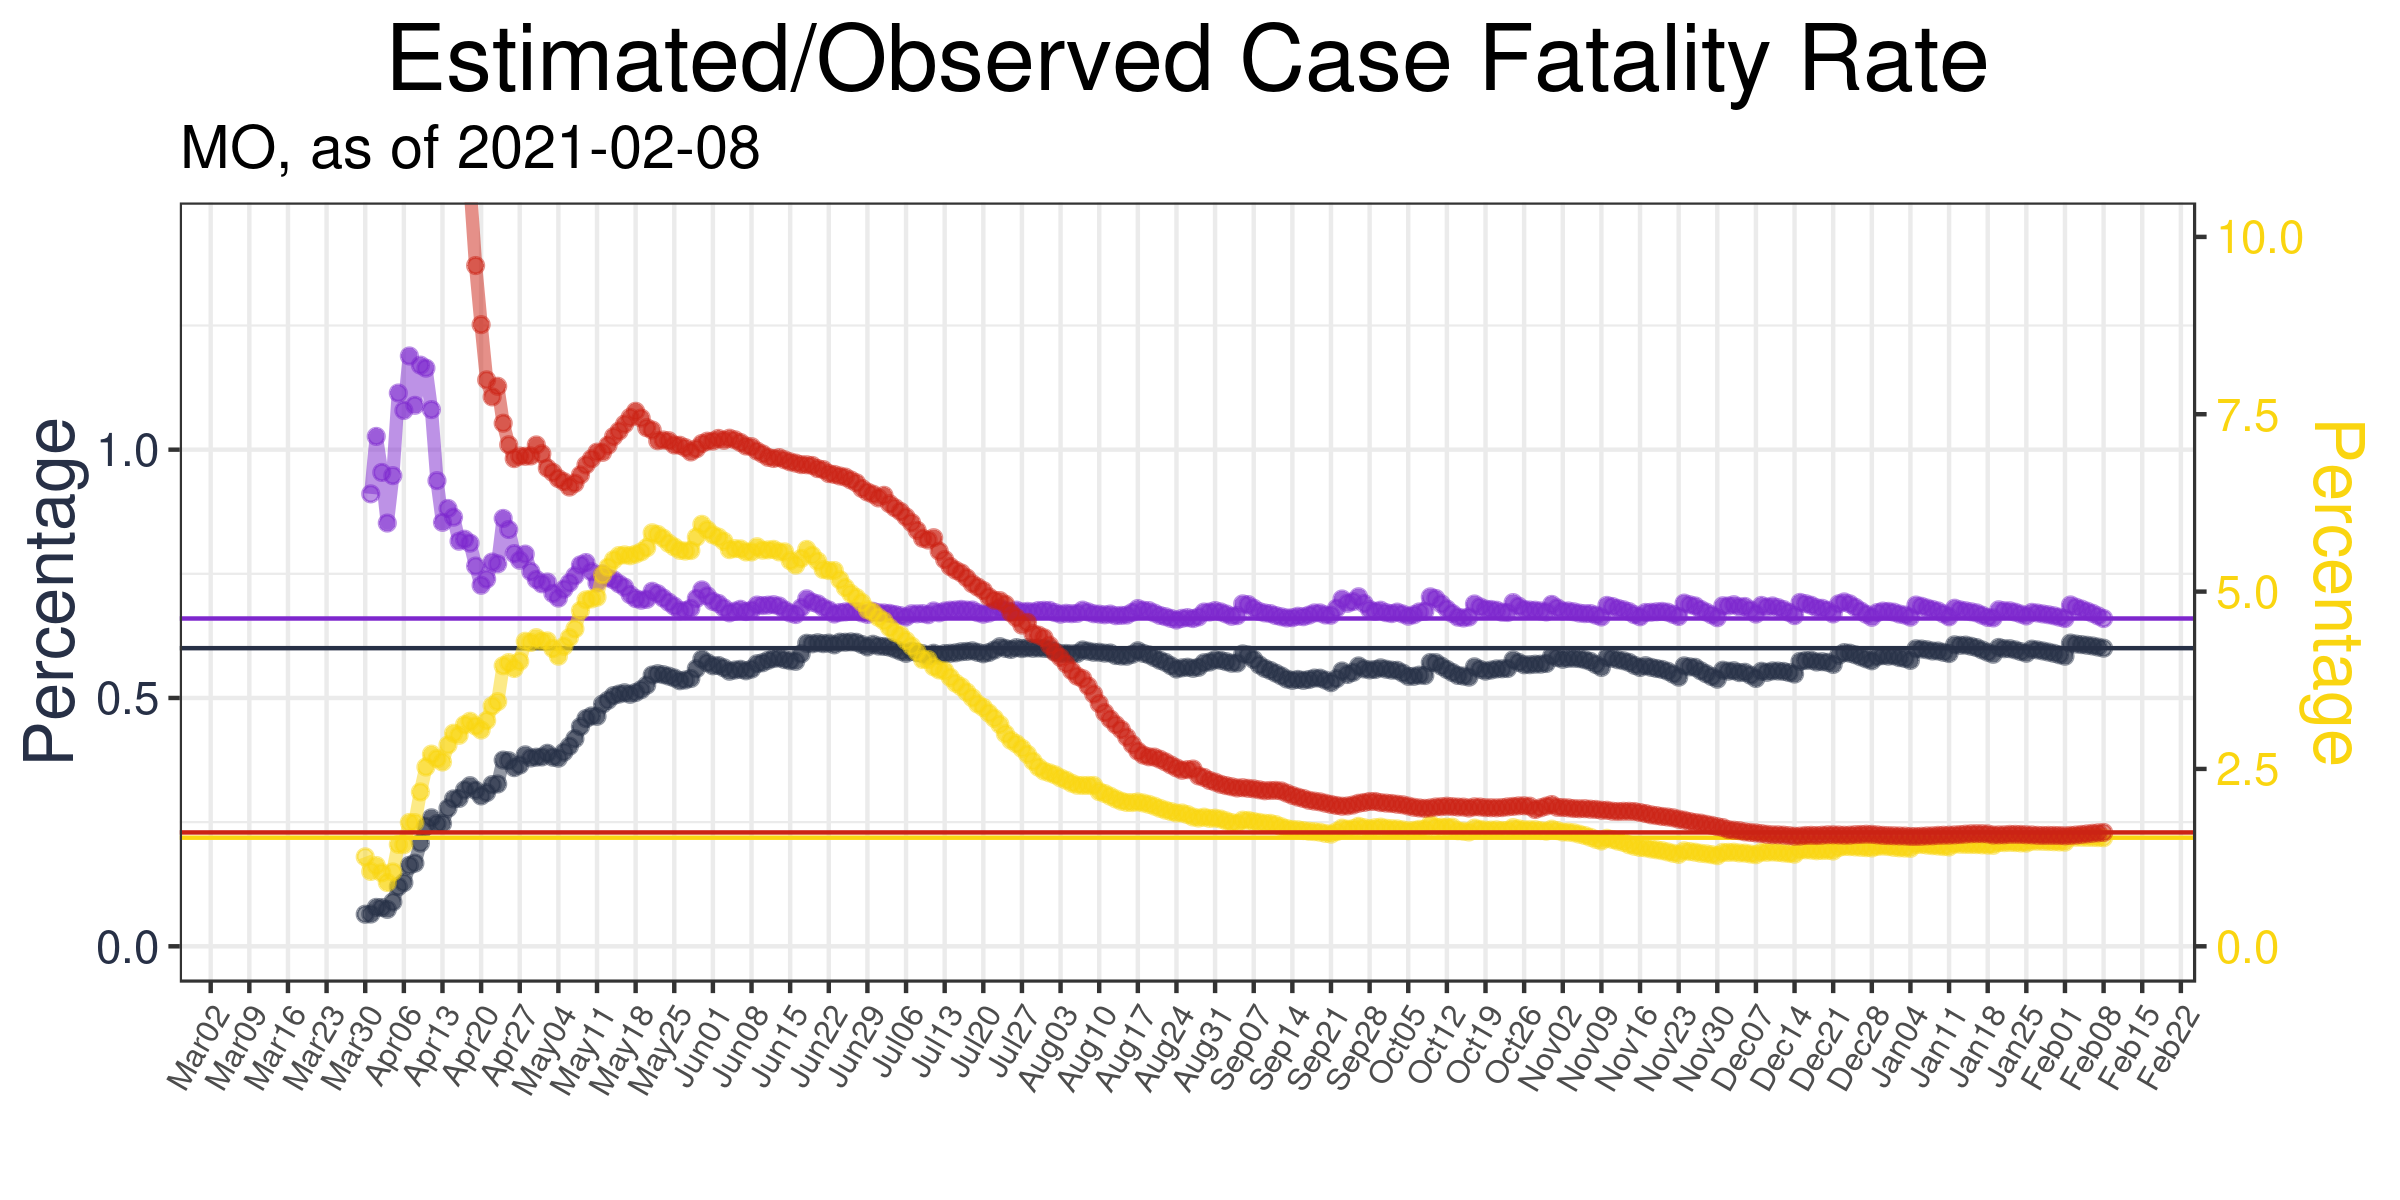 Estimated/Observed Case Fatality Rate
MO, as of 2021-02-08
Percentage
1.0
0.5
0.0
10.0
7.5
5.0
2.5
0.0
Percentage
Mar02
Mar09
Mar16
Mar23
Mar30
Apr06
Apr13
Apr20
Apr27
May04
May11
May18
May25
Jun01
Jun08
Jun15
Jun22
Jun29
Jul06
Jul13
Jul20
Jul27
Aug03
Aug10
Aug17
Aug24
Aug31
Sep07
Sep14
Sep21
Sep28
Oct05
Oct12
Oct19
Oct26
Nov02
Nov09
Nov16
Nov23
Nov30
Nov07
Dec14
Dec21
Dec28
Dec04
Jan11
Jan18
Jan25
Feb01
Feb08
Feb15
Feb22